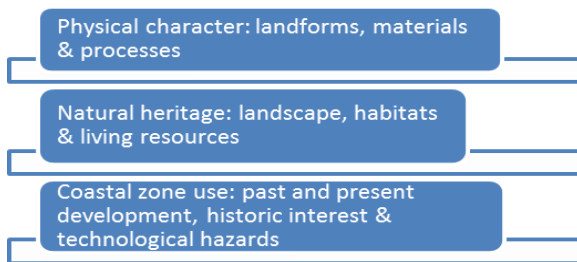 Physical character: landforms, materials
& processes
Natural heritage: landscape, habitats
& living resources
Coastal zone use: past and present
development, historic interest &
technological hazards